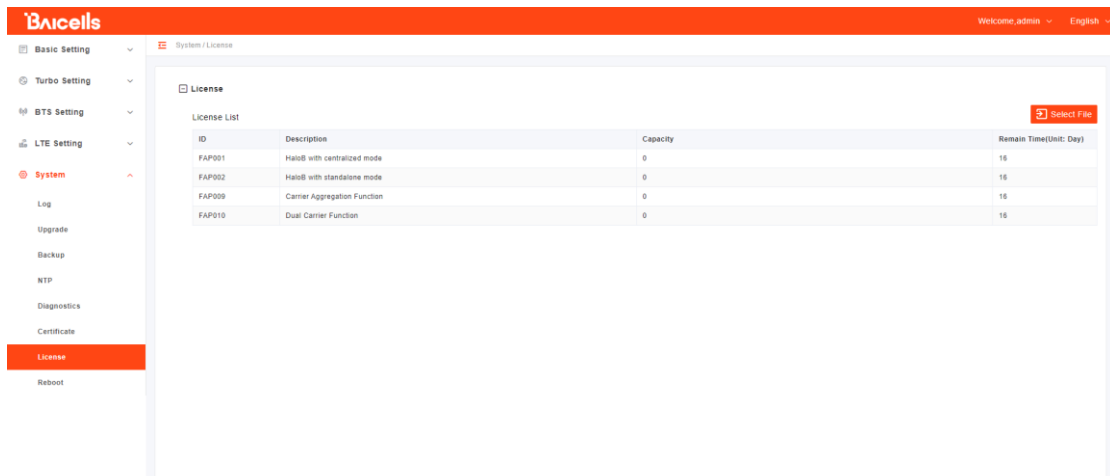 Baicells
Welcome,admin English
Basic Setting
System / License
Turbo Setting
License
BTS Setting
License List
Select File
LTE Setting
ID Description Capacity Remain Time(Unit: Day)
FAP001 HaloB with centralized mode 0 16
System
FAP002 HaloB with standalone mode 0 16
FAP009 Carrier Aggregation Function 0 16
Log
FAP010 Dual Carrier Function 0 16
Upgrade
Backup
NTP
Diagnostics
Certificate
License
Reboot